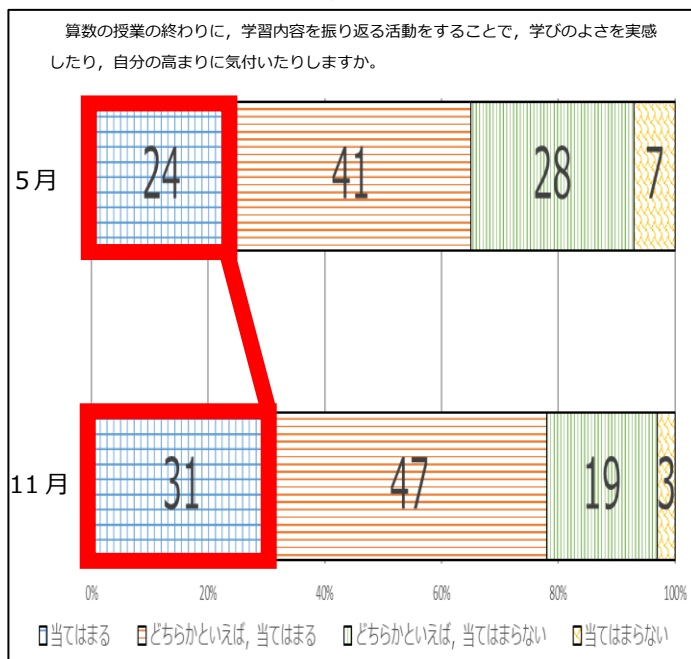 算数の授業の終わりに，学習内容を振り返る活動をすることで，学びのよさを実感
したり，自分の高まりに気付いたりしますか。
5月 24 41 28 7
11月 31 47 19 3
0% 20% 40% 60% 80% 100%
当てはまる どちらかといえば，当てはまる どちらかといえば，当てはまらない 当てはまらない